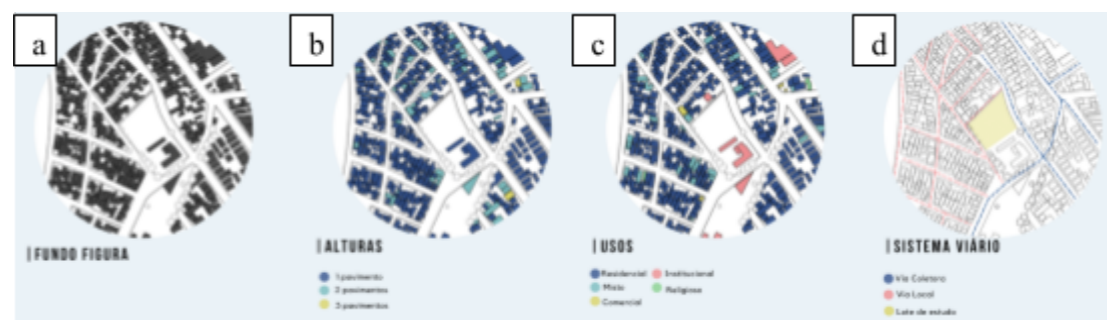 a
b
c
d
| FUNDO FIGURA
| ALTURAS
1 pavimento
2 pavimentos
3 pavimentos
| USOS
Residencial
Institucional
Misto
Religioso
Comercial
| SISTEMA VIÁRIO
Via Coletora
Via Local
Lote de estudo